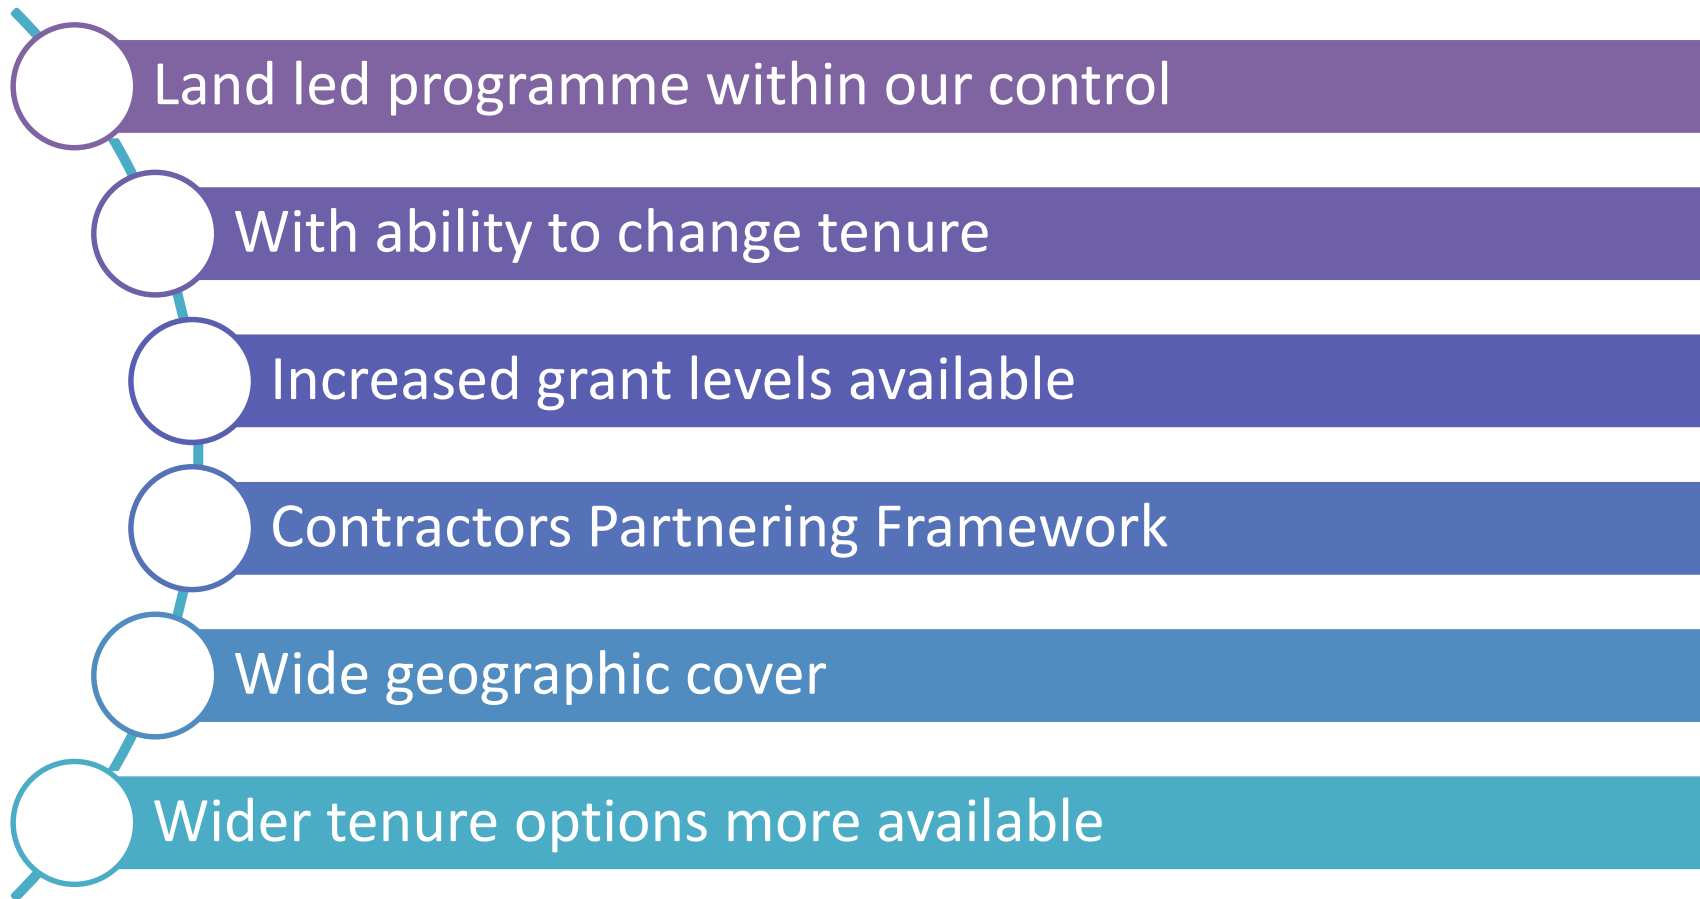 Land led programme within our control
With ability to change tenure
Increased grant levels available
Contractors Partnering Framework
Wide geographic cover
Wider tenure options more available